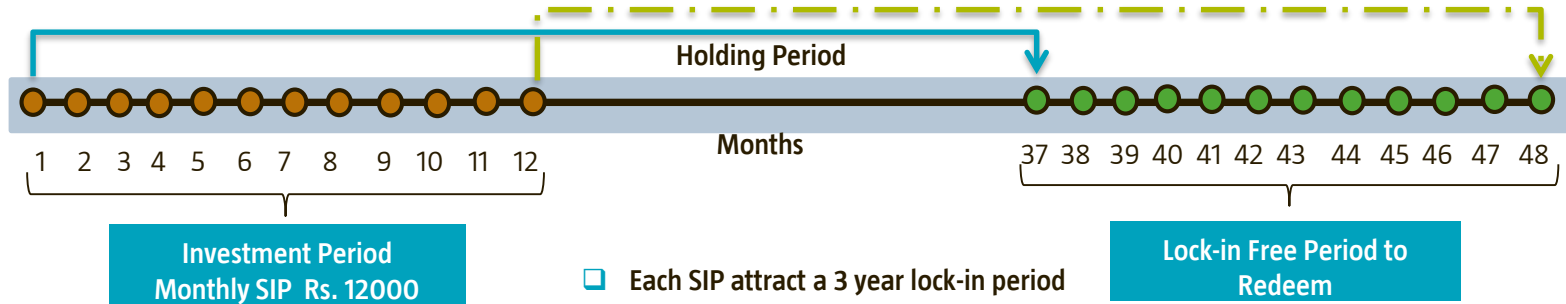 Holding Period
Months
1 2 3 4 5 6 7 8 9 10 11 12
37 38 39 40 41 42 43 44 45 46 47 48
Investment Period
Monthly SIP Rs. 12000
❑ Each SIP attract a 3 year lock-in period
Lock-in Free Period to
Redeem